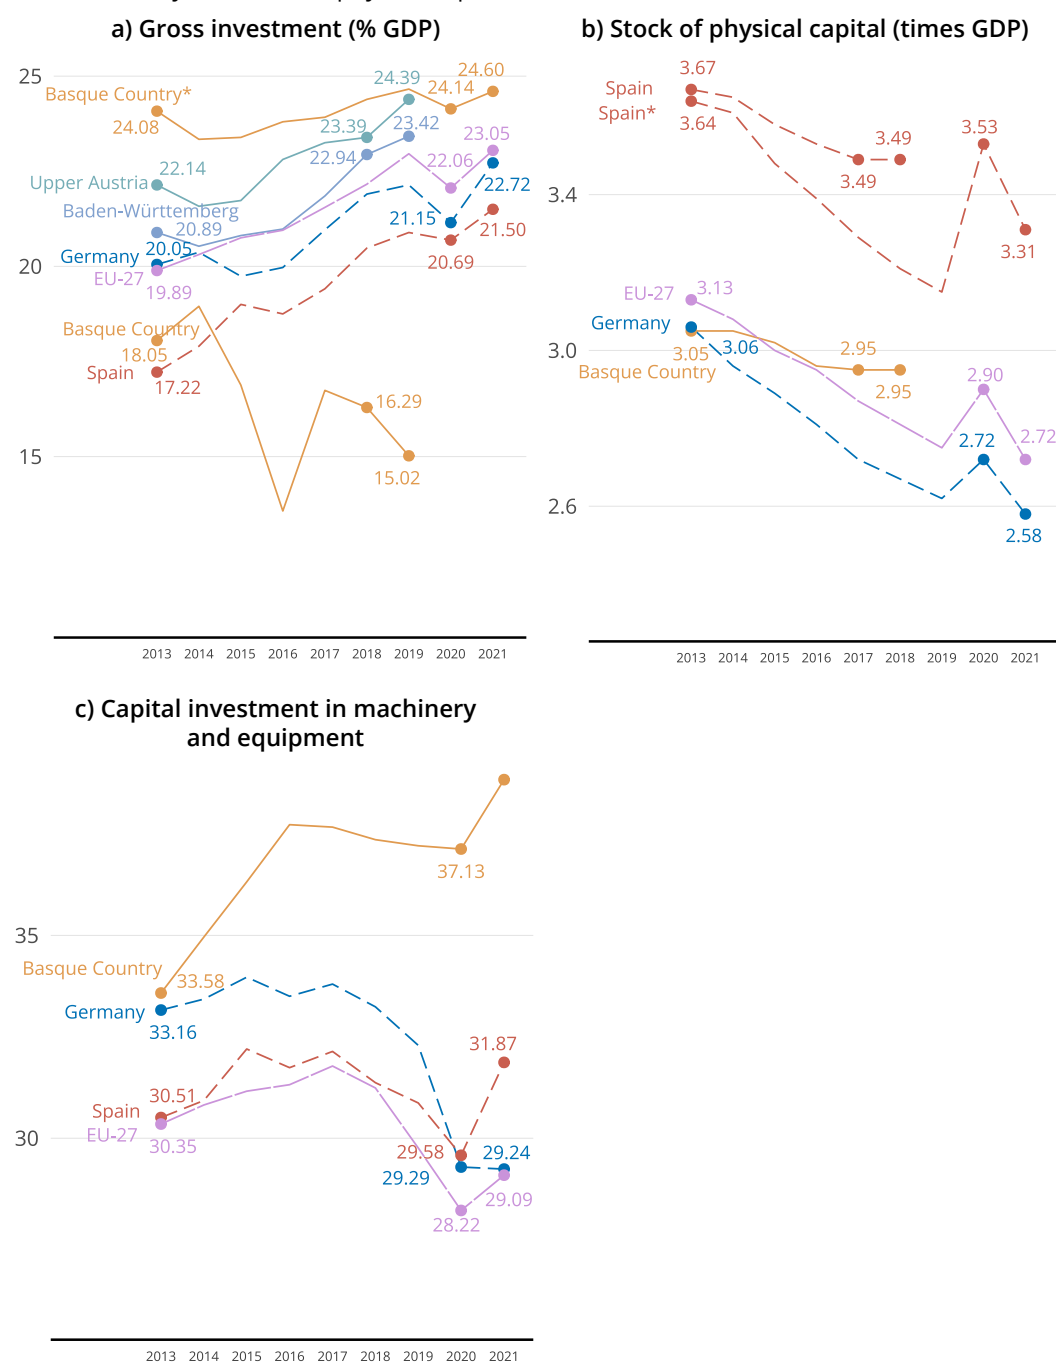 a) Gross investment (% GDP)
25
20
15
Basque Country*
24.08
24.39
24.14
24.60
Upper Austria
22.14
23.39
23.42
23.05
22.94
22.06
22.72
Baden-Württemberg
20.89
21.15
21.50
Germany
20.05
20.69
EU-27
19.89
Basque Country
18.05
Spain
17.22
16.29
15.02
2013 2014 2015 2016 2017 2018 2019 2020 2021
b) Stock of physical capital (times GDP)
3.4
3.0
2.6
3.67
Spain
Spain*
3.64
3.49
3.49
3.53
3.31
EU-27
3.13
Germany
3.06
3.05
Basque Country
2.95
2.95
2.90
2.72
2.72
2.58
2013 2014 2015 2016 2017 2018 2019 2020 2021
c) Capital investment in machinery
and equipment
35
30
37.13
Basque Country
33.58
Germany
33.16
31.87
30.51
Spain
EU-27
30.35
29.58
29.24
29.29
29.09
28.22
2013 2014 2015 2016 2017 2018 2019 2020 2021